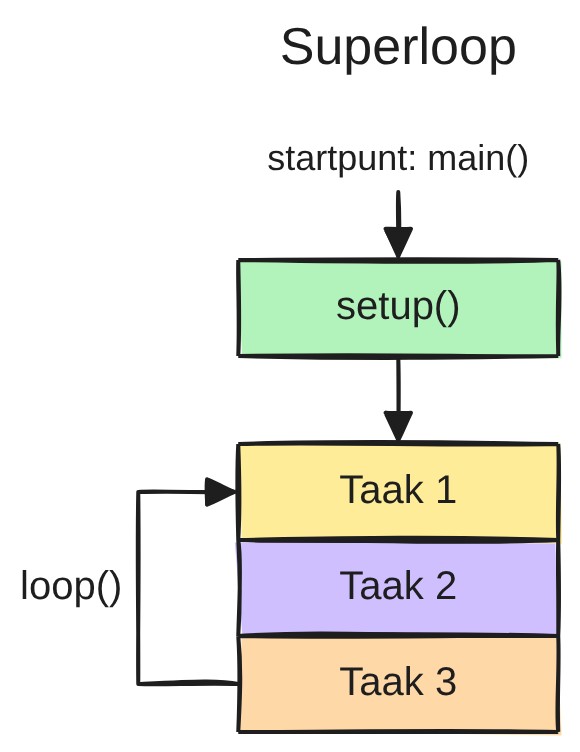 Superloop
startpunt: main()
setup()
Taak 1
Taak 2
loop()
Taak 3